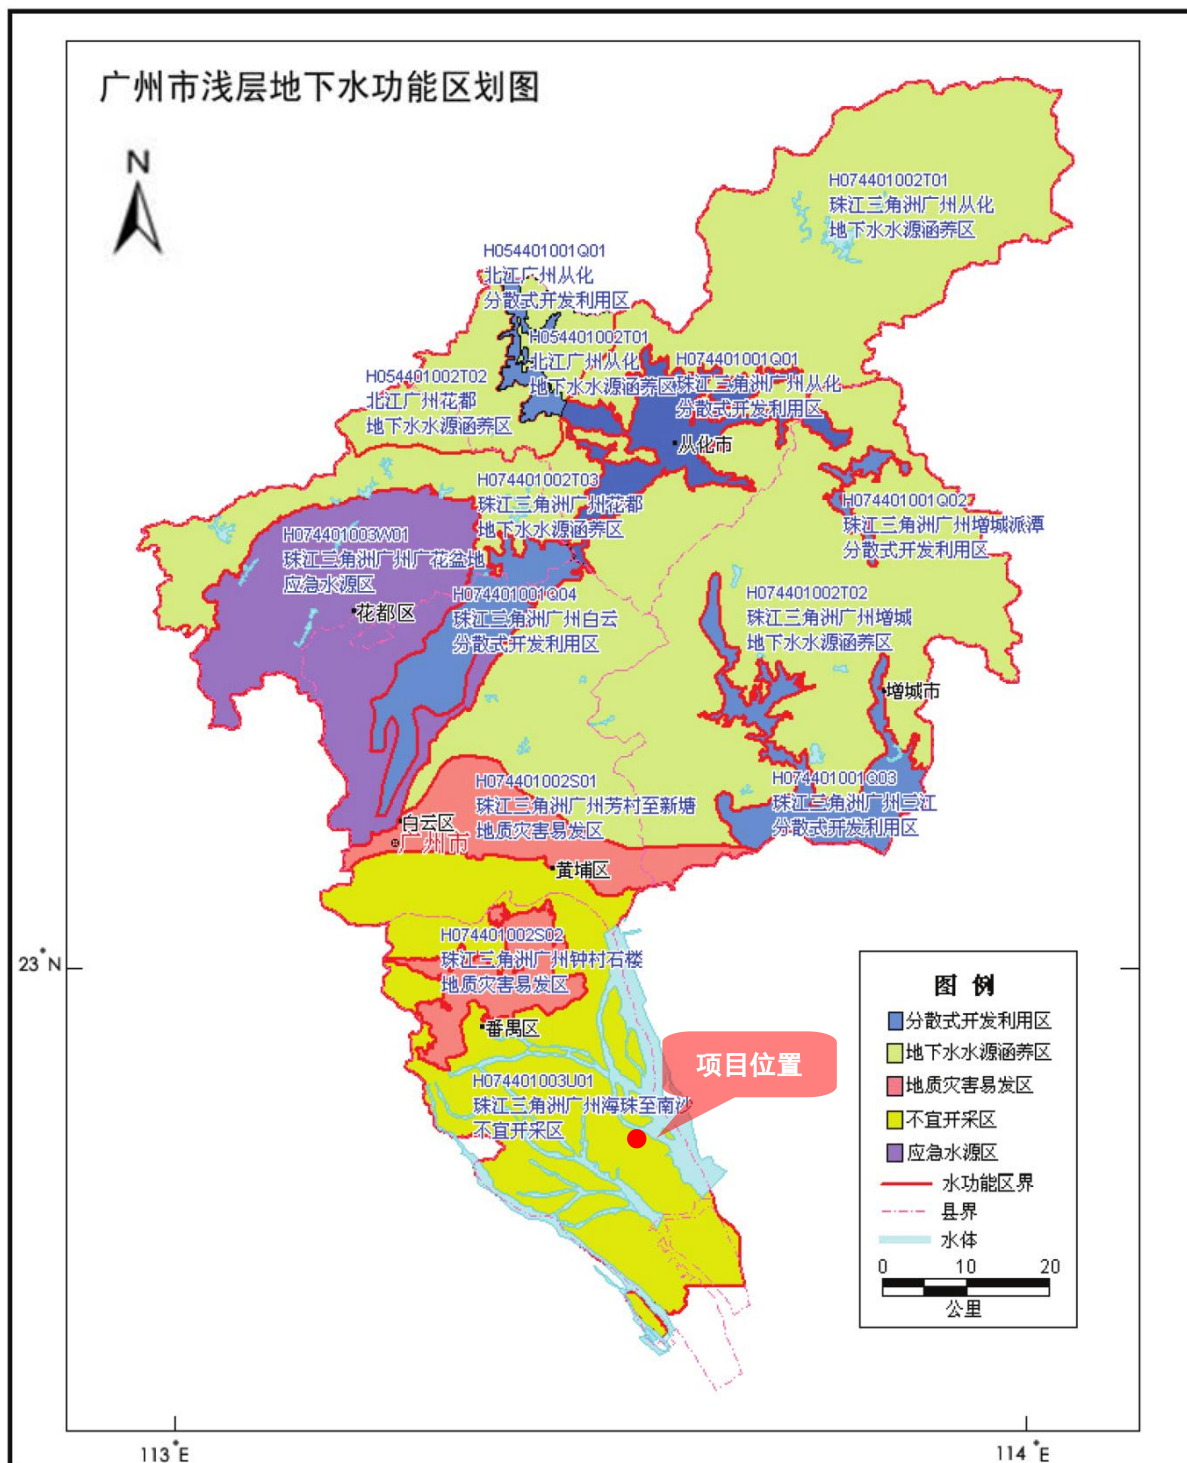 广州市浅层地下水功能区划图
N
H074401002T01
珠江三角洲广州从化
地下水水源涵养区
H054401001Q01
北江广州从化
分散式开发利用区
H054401002T01
北江广州从化
地下水水源涵养区
H074401001Q01
珠江三角洲广州从化
分散式开发利用区
H054401002T02
北江广州花都
地下水水源涵养区
从化市
H074401002T03
珠江三角洲广州花都
地下水水源涵养区
H074401001Q02
珠江三角洲广州增城派潭
分散式开发利用区
H074401003W01
珠江三角洲广州广花盆地
应急水源区
花都区
H074401001Q04
珠江三角洲广州白云
分散式开发利用区
H074401002T02
珠江三角洲广州增城
地下水水源涵养区
增城市
H074401002S01
珠江三角洲广州芳村至新塘
地质灾害易发区
H074401001Q03
珠江三角洲广州三江
分散式开发利用区
白云区
广州市
黄埔区
H074401002S02
珠江三角洲广州钟村石楼
地质灾害易发区
23°N
番禺区
项目位置
H074401003U01
珠江三角洲广州海珠至南沙
不宜开采区
图 例
分散式开发利用区
地下水水源涵养区
地质灾害易发区
不宜开采区
应急水源区
水功能区界
县界
水体
0 10 20
公里
113°E
114°E